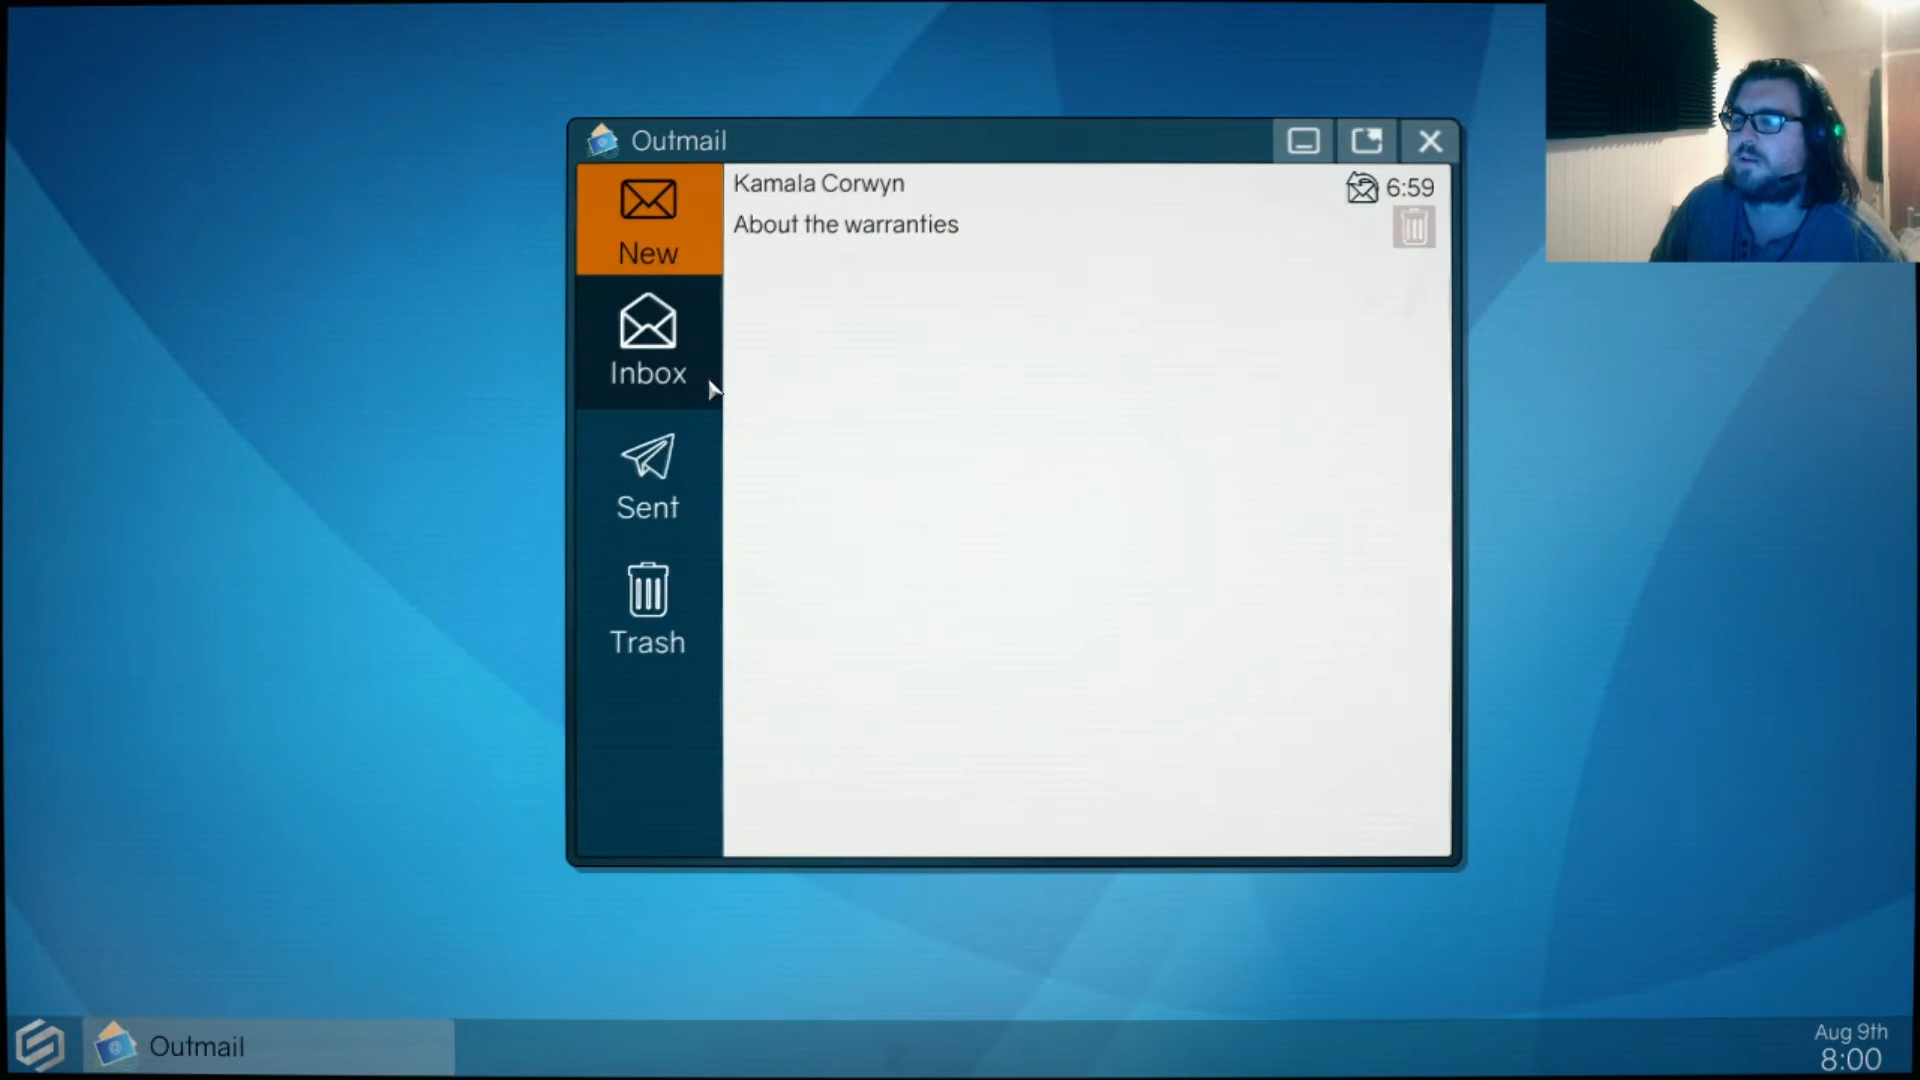 Outmail
New
Kamala Corwyn
6:59
About the warranties
Inbox
Sent
Trash
Outmail
Aug 9th
8:00